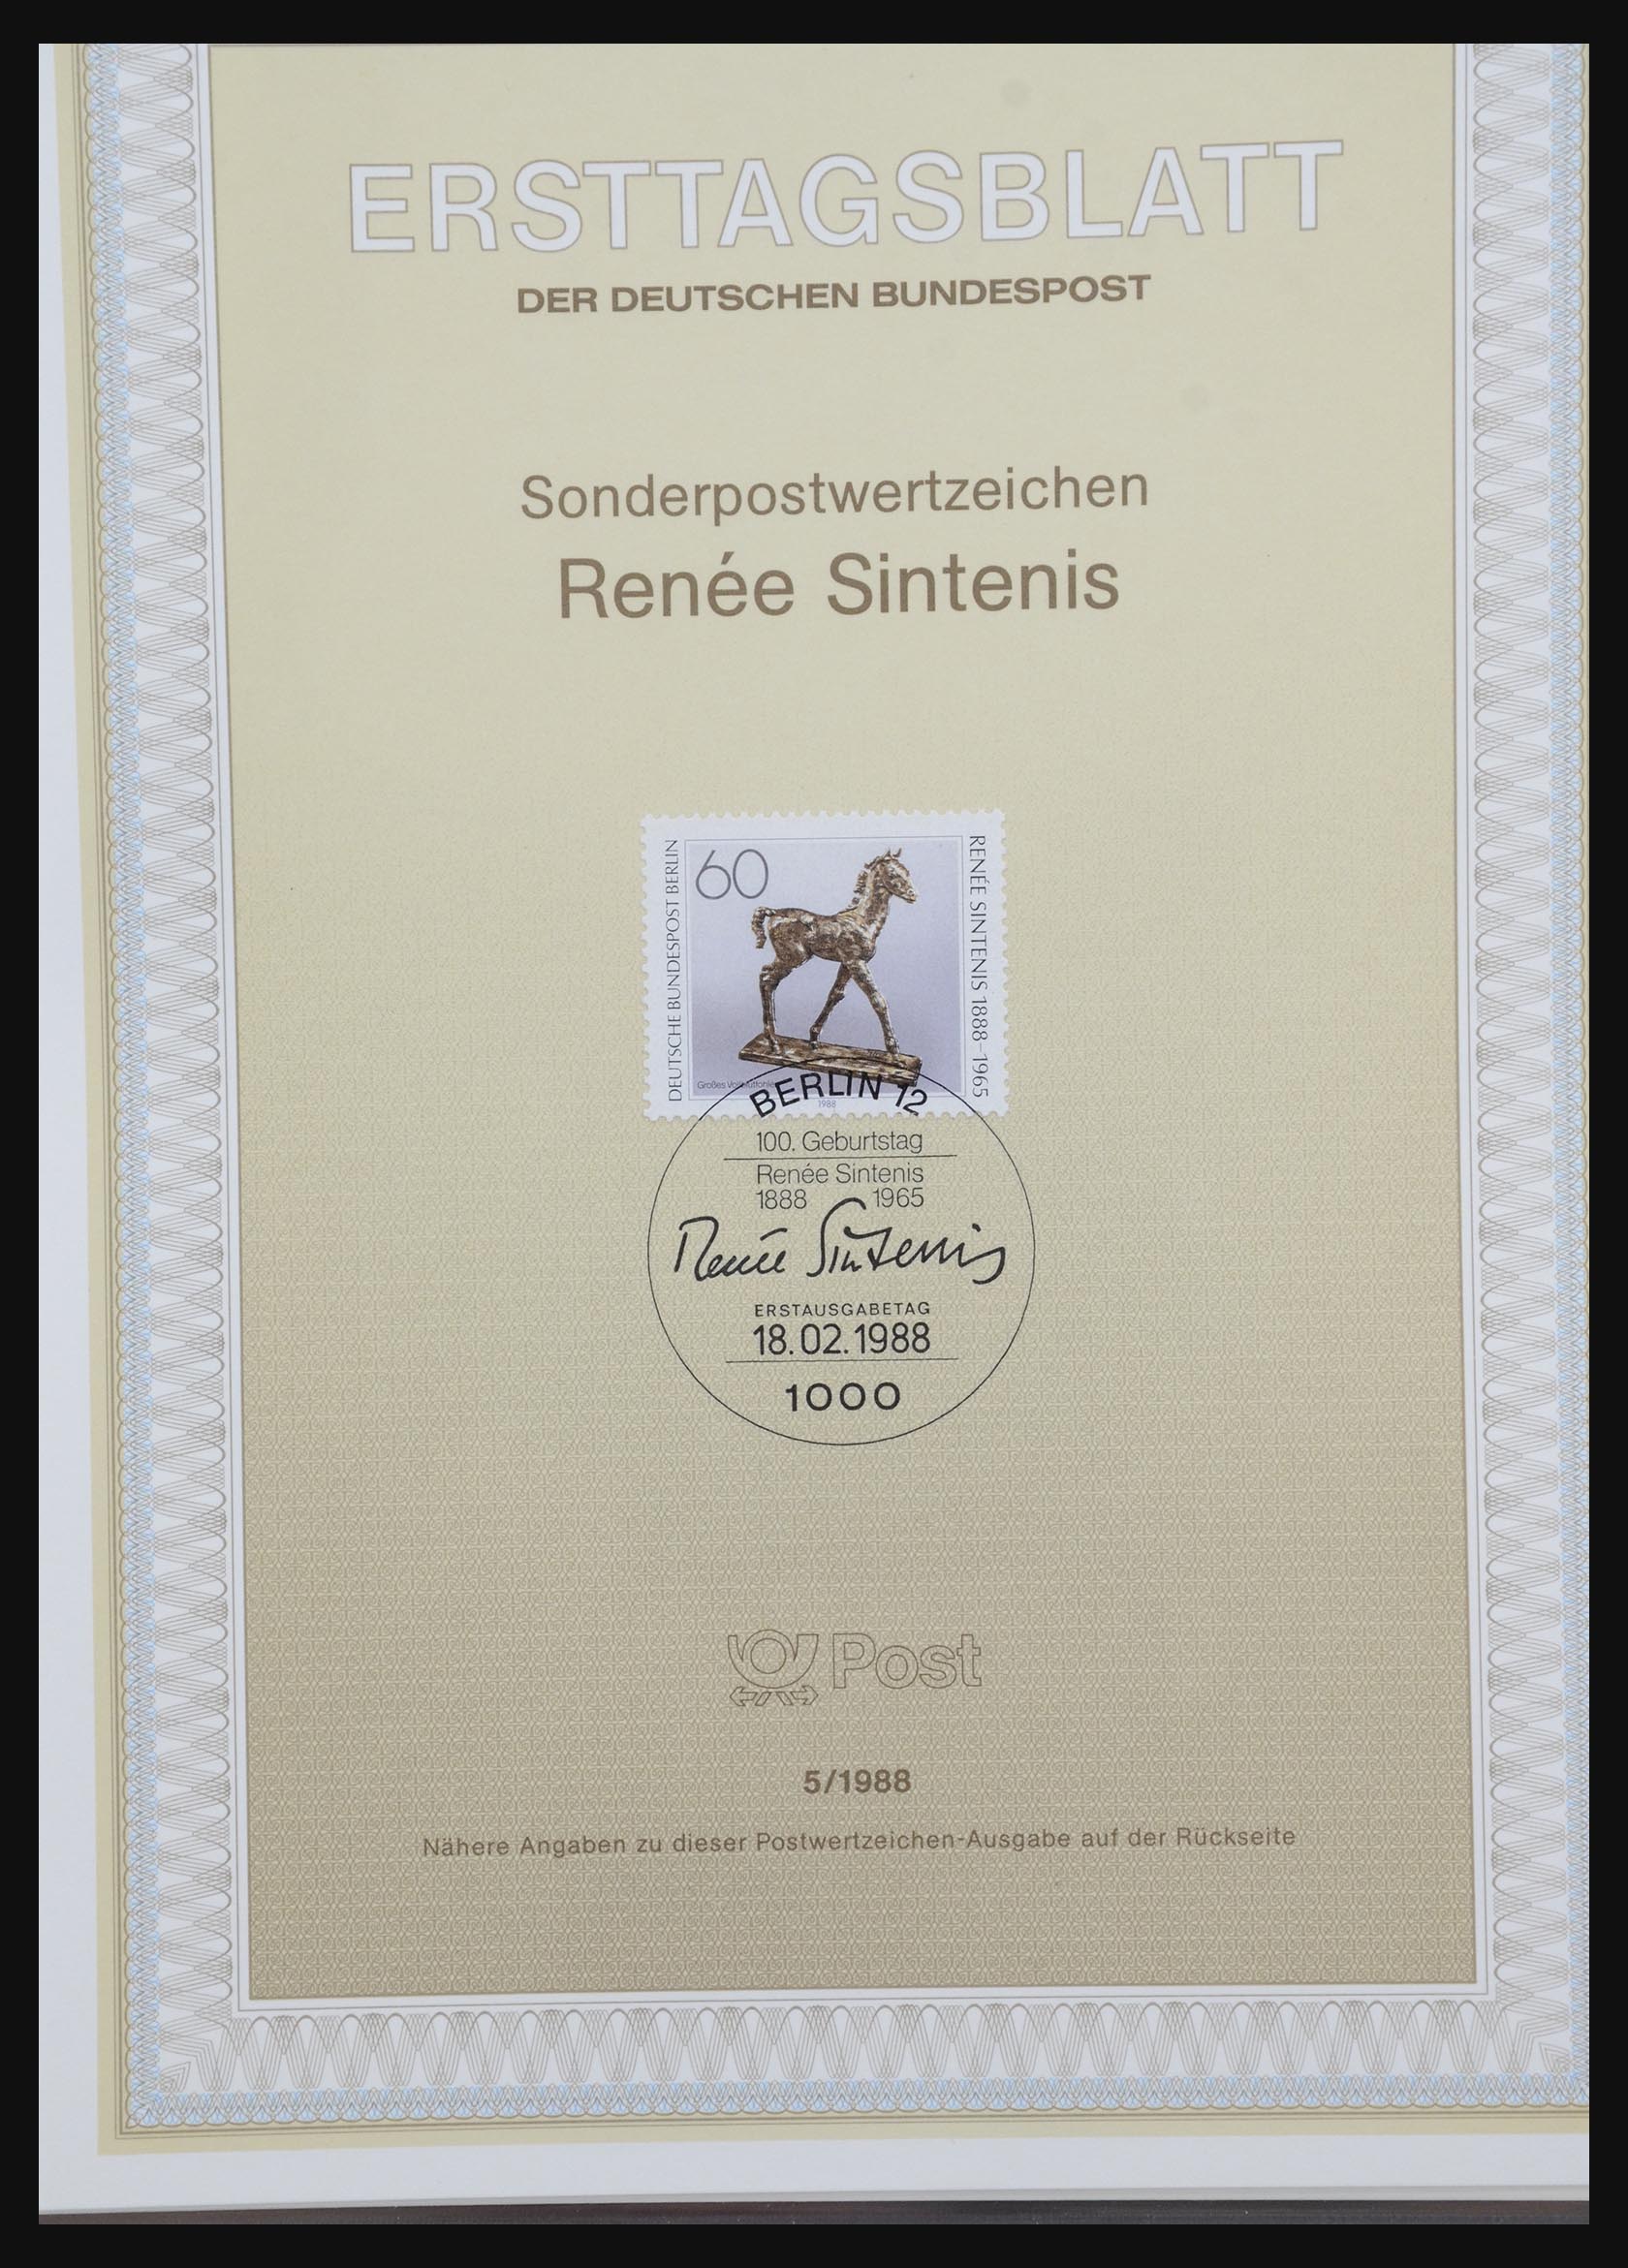 ERSTTAGSBLATT
DER DEUTSCHEN BUNDESPOST
Sonderpostwertzeichen
Renée Sintenis
DEUTSCHE BUNDESPOST BERLIN
60
RENÉE SINTENIS 1888–1965
Großes Vollblutfohlen
1988
BERLIN 12
100. Geburtstag
Renée Sintenis
1888 1965
Renée Sintenis
ERSTAUSGABETAG
18.02.1988
1000
Post
5/1988
Nähere Angaben zu dieser Postwertzeichen-Ausgabe auf der Rückseite